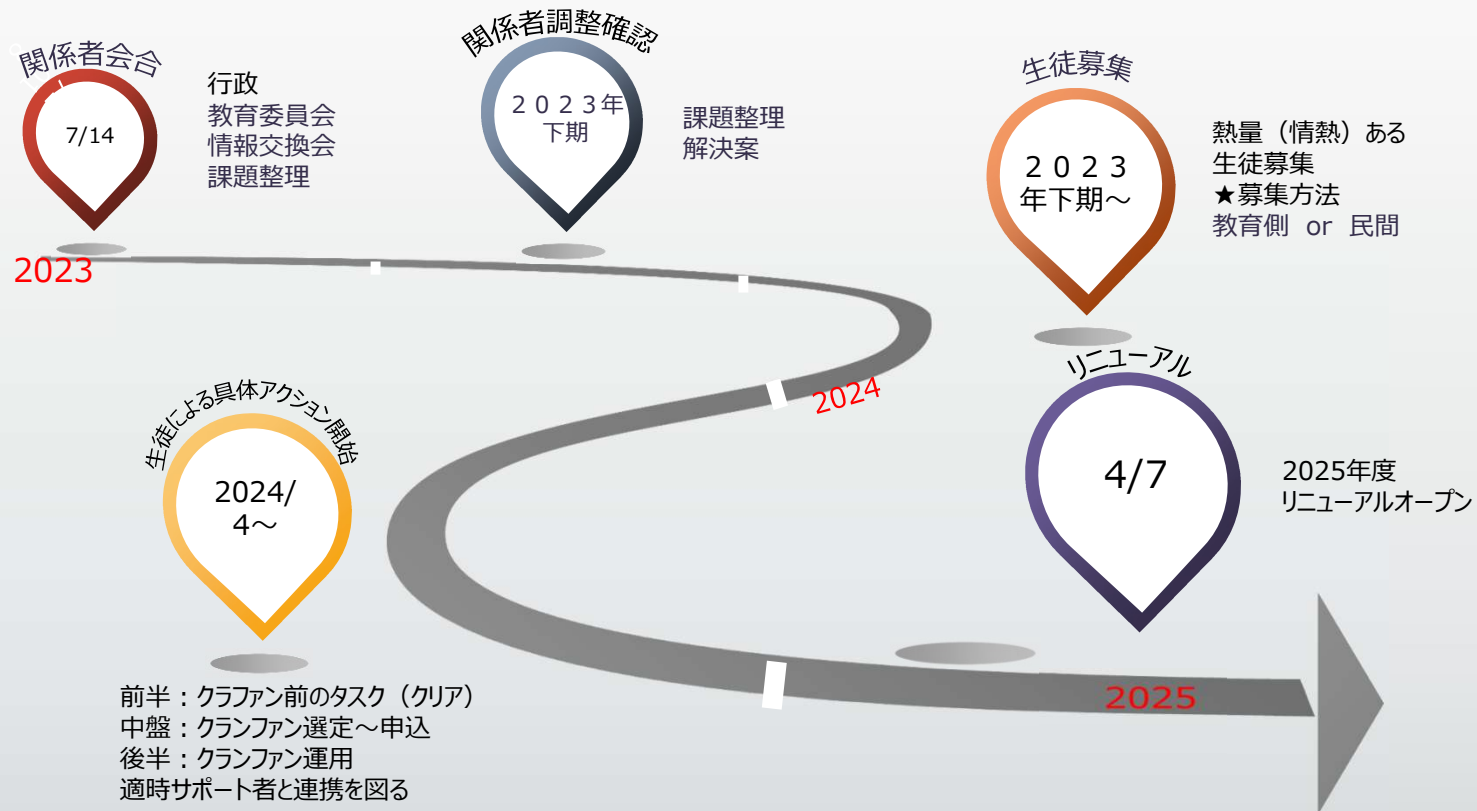 関係者会合
7/14
行政
教育委員会
情報交換会
課題整理
関係者調整確認
２０２３年
下期
課題整理
解決案
生徒募集
２０２３
年下期～
熱量（情熱）ある
生徒募集
★募集方法
教育側 or 民間
2023
2024
生徒による具体アクション開始
2024/
4～
前半：クラファン前のタスク（クリア）
中盤：クランファン選定～申込
後半：クランファン運用
適時サポート者と連携を図る
リニューアル
4/7
2025年度
リニューアルオープン
2025